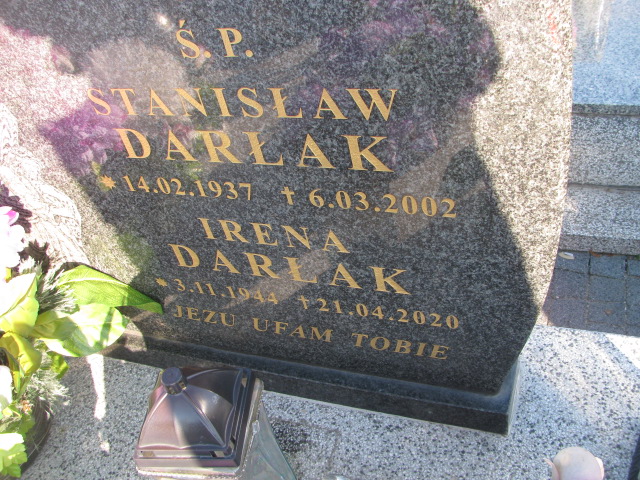 Ś.P.
STANISŁAW
DARŁAK
* 14.02.1937 ✝ 6.03.2002
IRENA
DARŁAK
* 3.11.1944 ✝ 21.04.2020
JEZU UFAM TOBIE